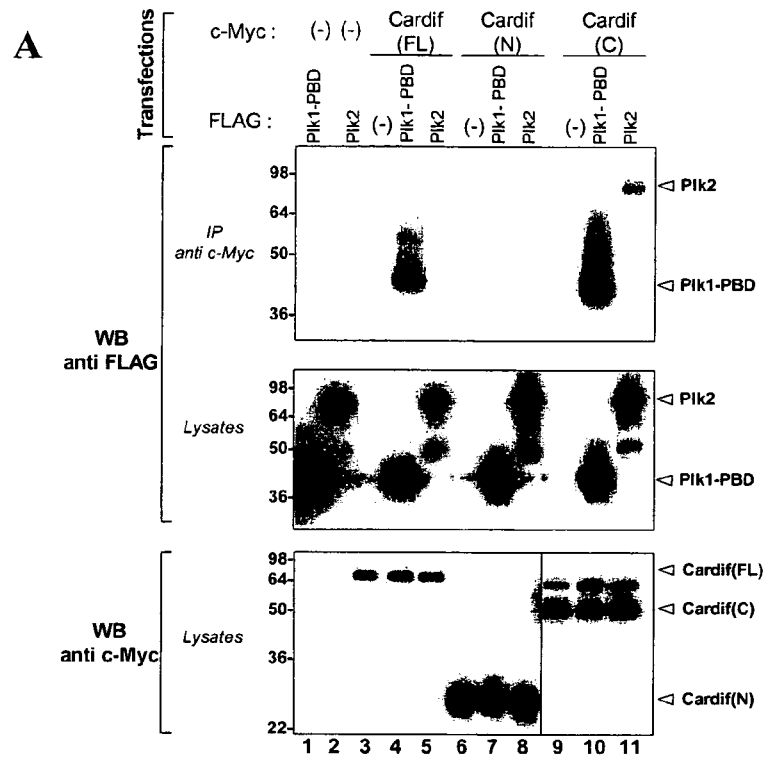 A
Transfections
c-Myc : (-) (-) Cardif (FL) Cardif (N) Cardif (C)
FLAG : Plk1-PBD Plk2 (-) Plk1-PBD Plk2 (-) Plk1-PBD Plk2 (-) Plk1-PBD Plk2
WB anti FLAG
IP anti c-Myc
98
64
50
36
Plk2
Plk1-PBD
Lysates
98
64
50
36
Plk2
Plk1-PBD
WB anti c-Myc
Lysates
98
64
50
36
22
Cardif(FL)
Cardif(C)
Cardif(N)
1 2 3 4 5 6 7 8 9 10 11